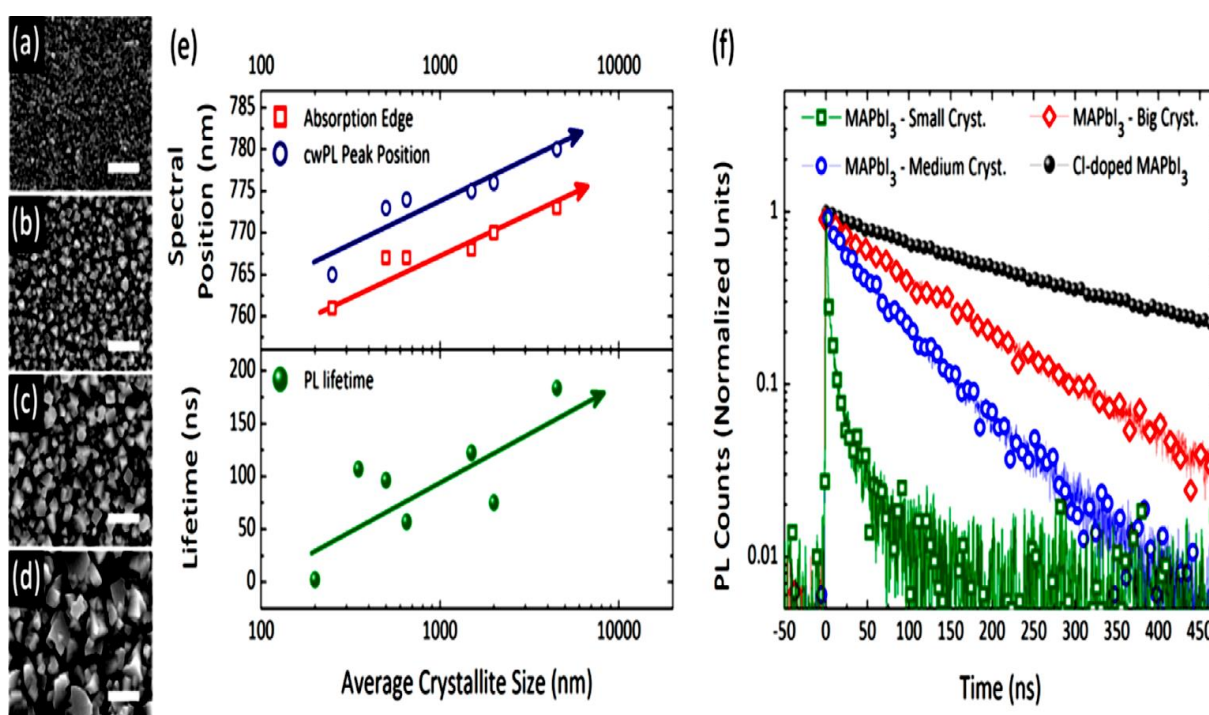 (a)
(b)
(c)
(d)
(e)
100 1000 10000
785
780
775
770
765
760
Spectral
Position (nm)
Absorption Edge
cwPL Peak Position
200
150
100
50
0
Lifetime (ns)
PL lifetime
100 1000 10000
Average Crystallite Size (nm)
(f)
MAPbI3 - Small Cryst. MAPbI3 - Big Cryst.
MAPbI3 - Medium Cryst. Cl-doped MAPbI3
1
0.1
0.01
PL Counts (Normalized Units)
-50 0 50 100 150 200 250 300 350 400 450
Time (ns)